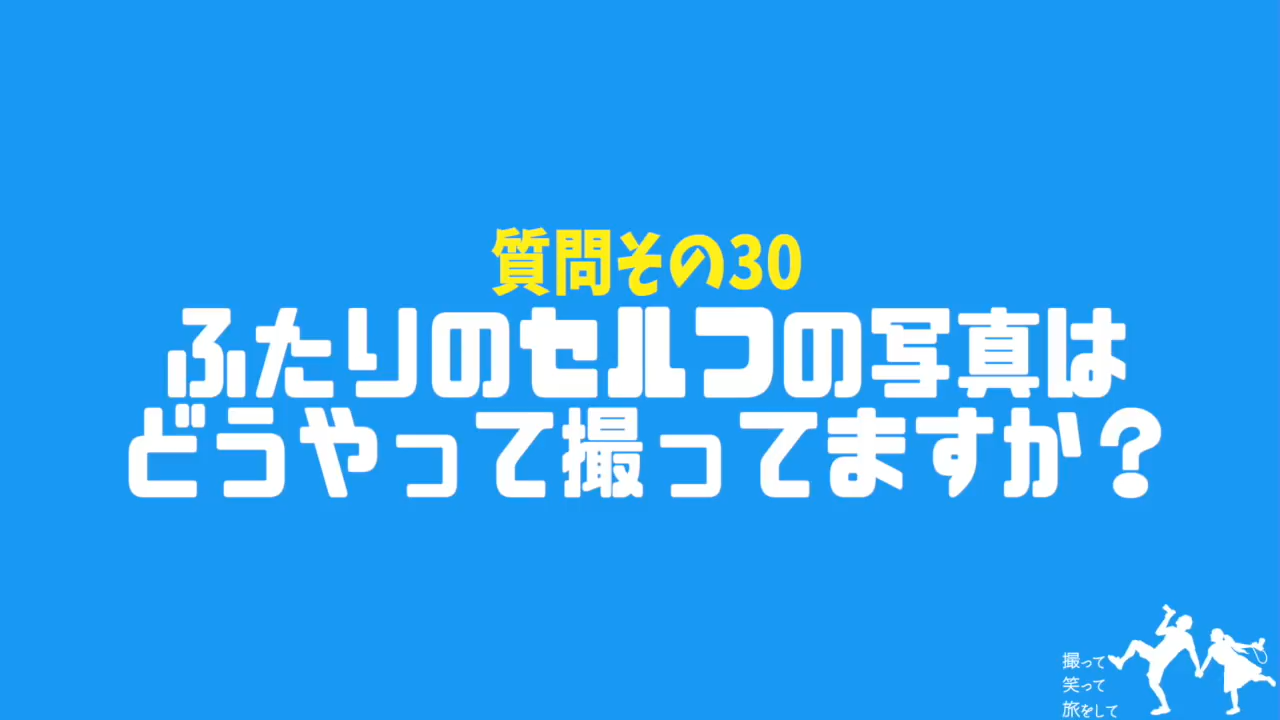 質問その30
ふたりのセルフの写真は
どうやって撮ってますか?
撮って
笑って
旅をして